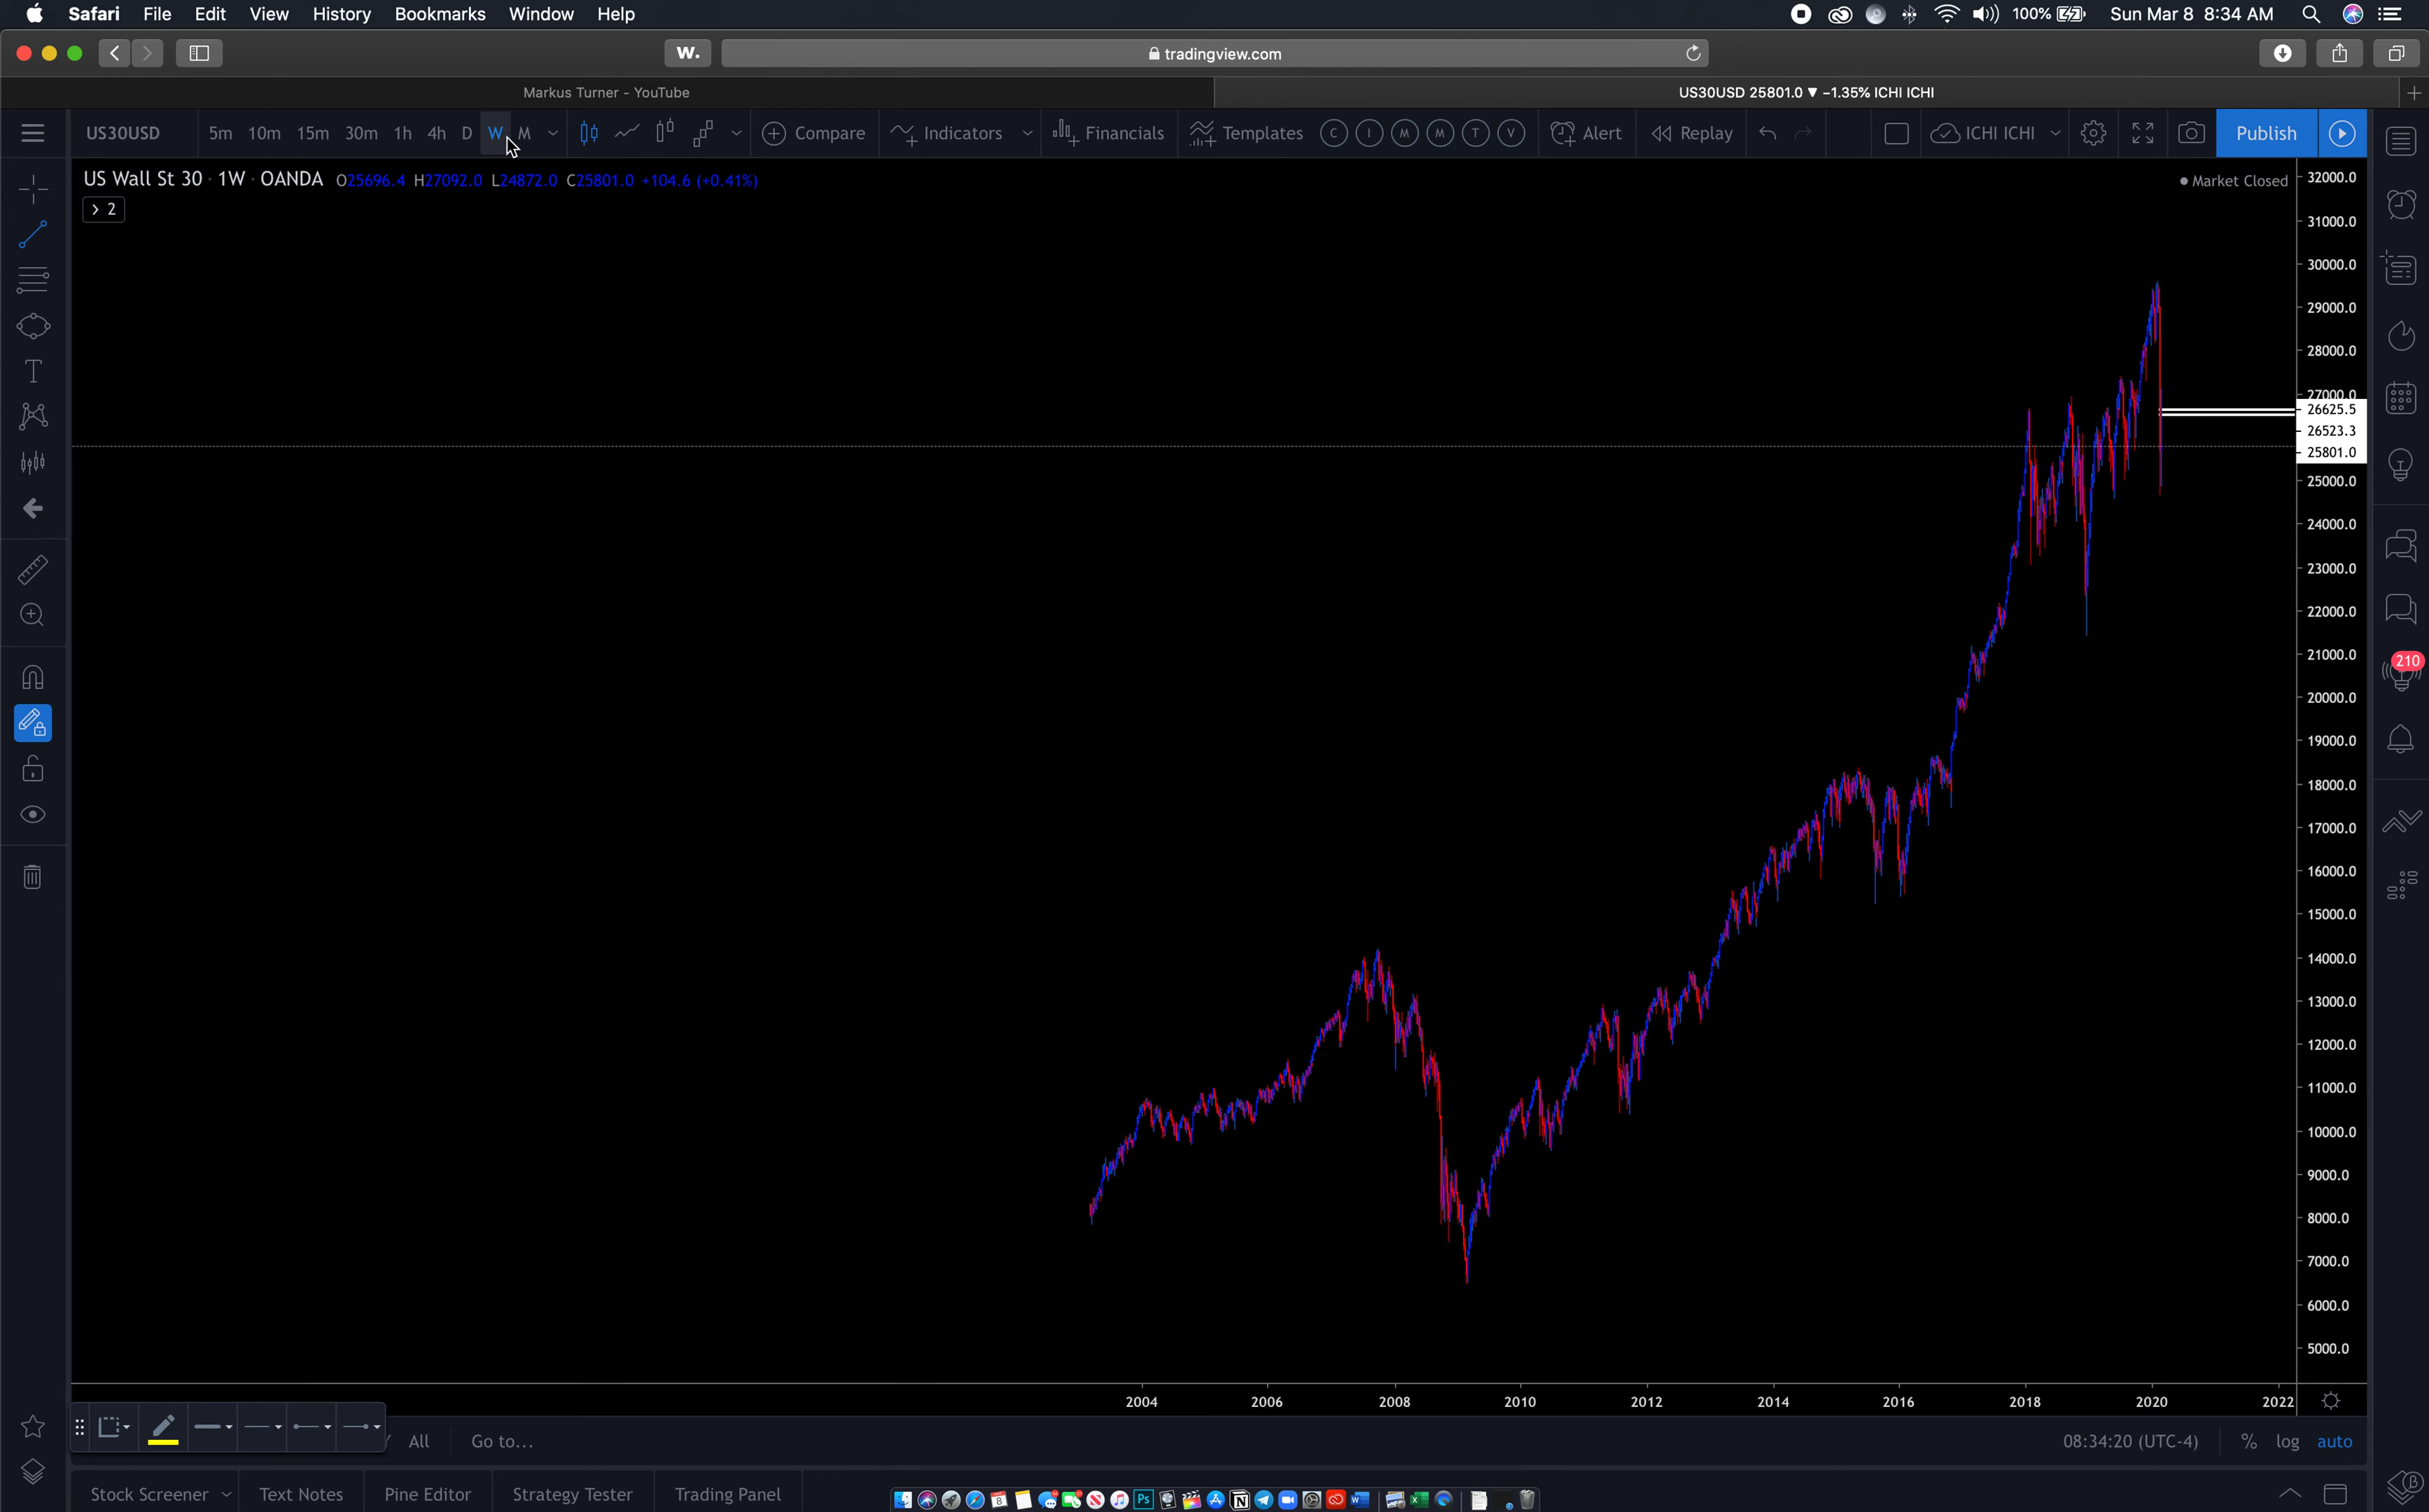 Safari File Edit View History Bookmarks Window Help
100% Sun Mar 8 8:34 AM
W. tradingview.com
Markus Turner - YouTube
US30USD 25801.0 ▼ −1.35% ICHI ICHI
US30USD 5m 10m 15m 30m 1h 4h D W M Compare Indicators Financials Templates C I M M T V Alert Replay ICHI ICHI Publish
US Wall St 30 · 1W · OANDA O25696.4 H27092.0 L24872.0 C25801.0 +104.6 (+0.41%)
Market Closed
2
32000.0
31000.0
30000.0
29000.0
28000.0
27000.0
26625.5
26523.3
25801.0
25000.0
24000.0
23000.0
22000.0
21000.0
20000.0
19000.0
18000.0
17000.0
16000.0
15000.0
14000.0
13000.0
12000.0
11000.0
10000.0
9000.0
8000.0
7000.0
6000.0
5000.0
210
2004 2006 2008 2010 2012 2014 2016 2018 2020 2022
All Go to... 08:34:20 (UTC-4) % log auto
Stock Screener Text Notes Pine Editor Strategy Tester Trading Panel